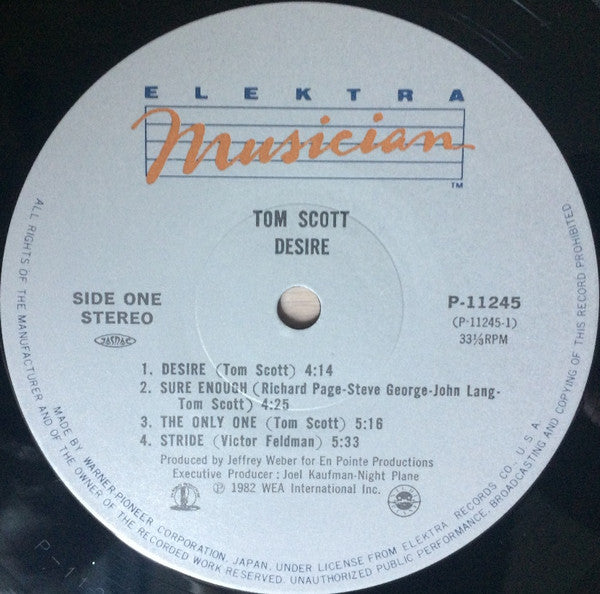 ELEKTRA
Musician
TM
TOM SCOTT
DESIRE
SIDE ONE
STEREO
JASRAC
P-11245
(P-11245-1)
33⅓RPM
1. DESIRE (Tom Scott) 4:14
2. SURE ENOUGH (Richard Page-Steve George-John Lang-
Tom Scott) 4:25
3. THE ONLY ONE (Tom Scott) 5:16
4. STRIDE (Victor Feldman) 5:33
Produced by Jeffrey Weber for En Pointe Productions
Executive Producer : Joel Kaufman-Night Plane
℗ 1982 WEA International Inc.
MADE BY WARNER-PIONEER CORPORATION, JAPAN, UNDER LICENSE FROM ELEKTRA RECORDS CO., U.S.A.
ALL RIGHTS OF THE MANUFACTURER AND OF THE OWNER OF THE RECORDED WORK RESERVED. UNAUTHORIZED PUBLIC PERFORMANCE, BROADCASTING AND COPYING OF THIS RECORD PROHIBITED